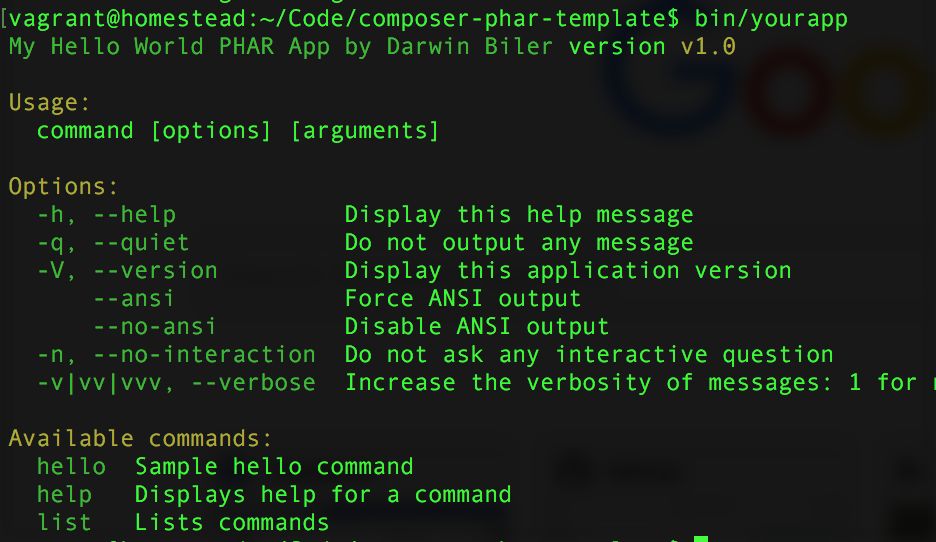 [vagrant@homestead:~/Code/composer-phar-template$ bin/yourapp
My Hello World PHAR App by Darwin Biler version v1.0
Usage:
command [options] [arguments]
Options:
-h, --help Display this help message
-q, --quiet Do not output any message
-V, --version Display this application version
--ansi Force ANSI output
--no-ansi Disable ANSI output
-n, --no-interaction Do not ask any interactive question
-v|vv|vvv, --verbose Increase the verbosity of messages: 1 for
Available commands:
hello Sample hello command
help Displays help for a command
list Lists commands